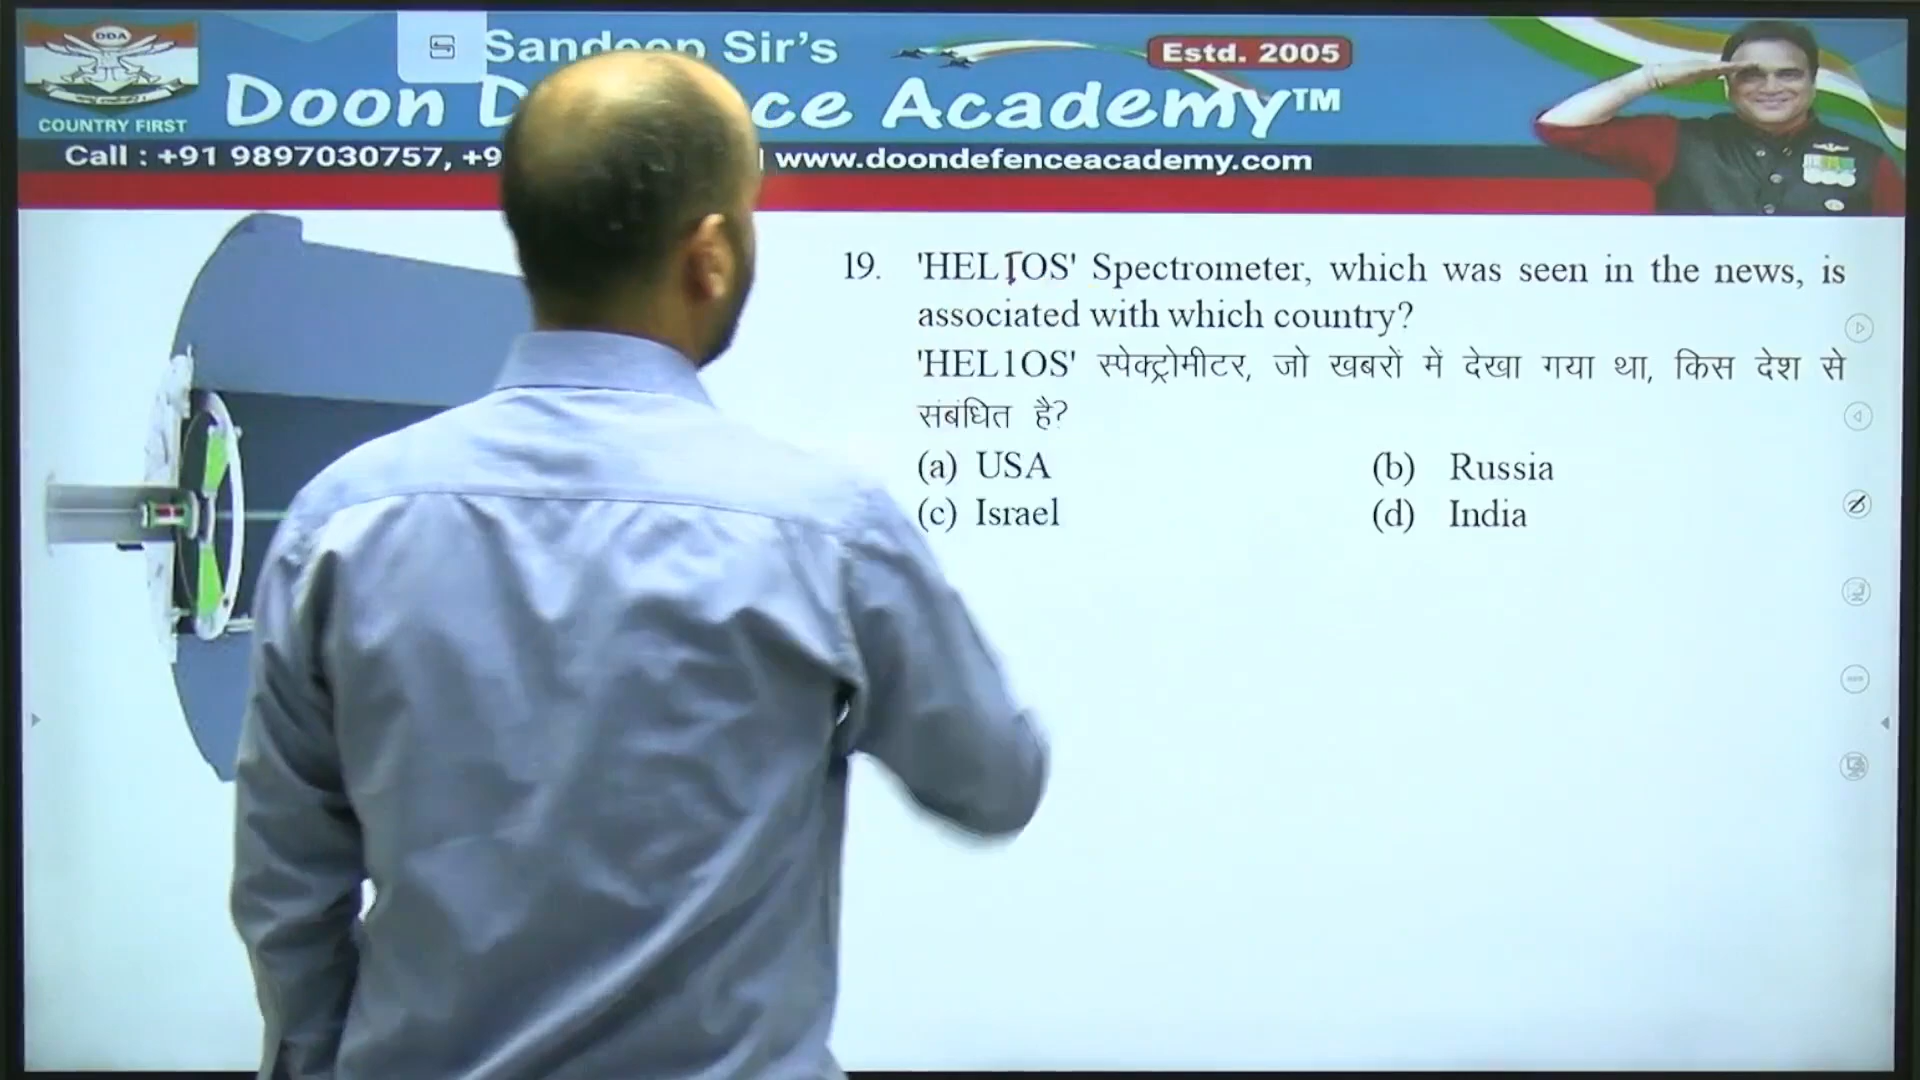 DDA
COUNTRY FIRST
Sandeep Sir's
Estd. 2005
Doon D ce Academy™
Call : +91 9897030757, +9 | www.doondefenceacademy.com
19. 'HELIOS' Spectrometer, which was seen in the news, is
associated with which country?
'HEL1OS' स्पेक्ट्रोमीटर, जो खबरों में देखा गया था, किस देश से
संबंधित है?
(a) USA (b) Russia
(c) Israel (d) India